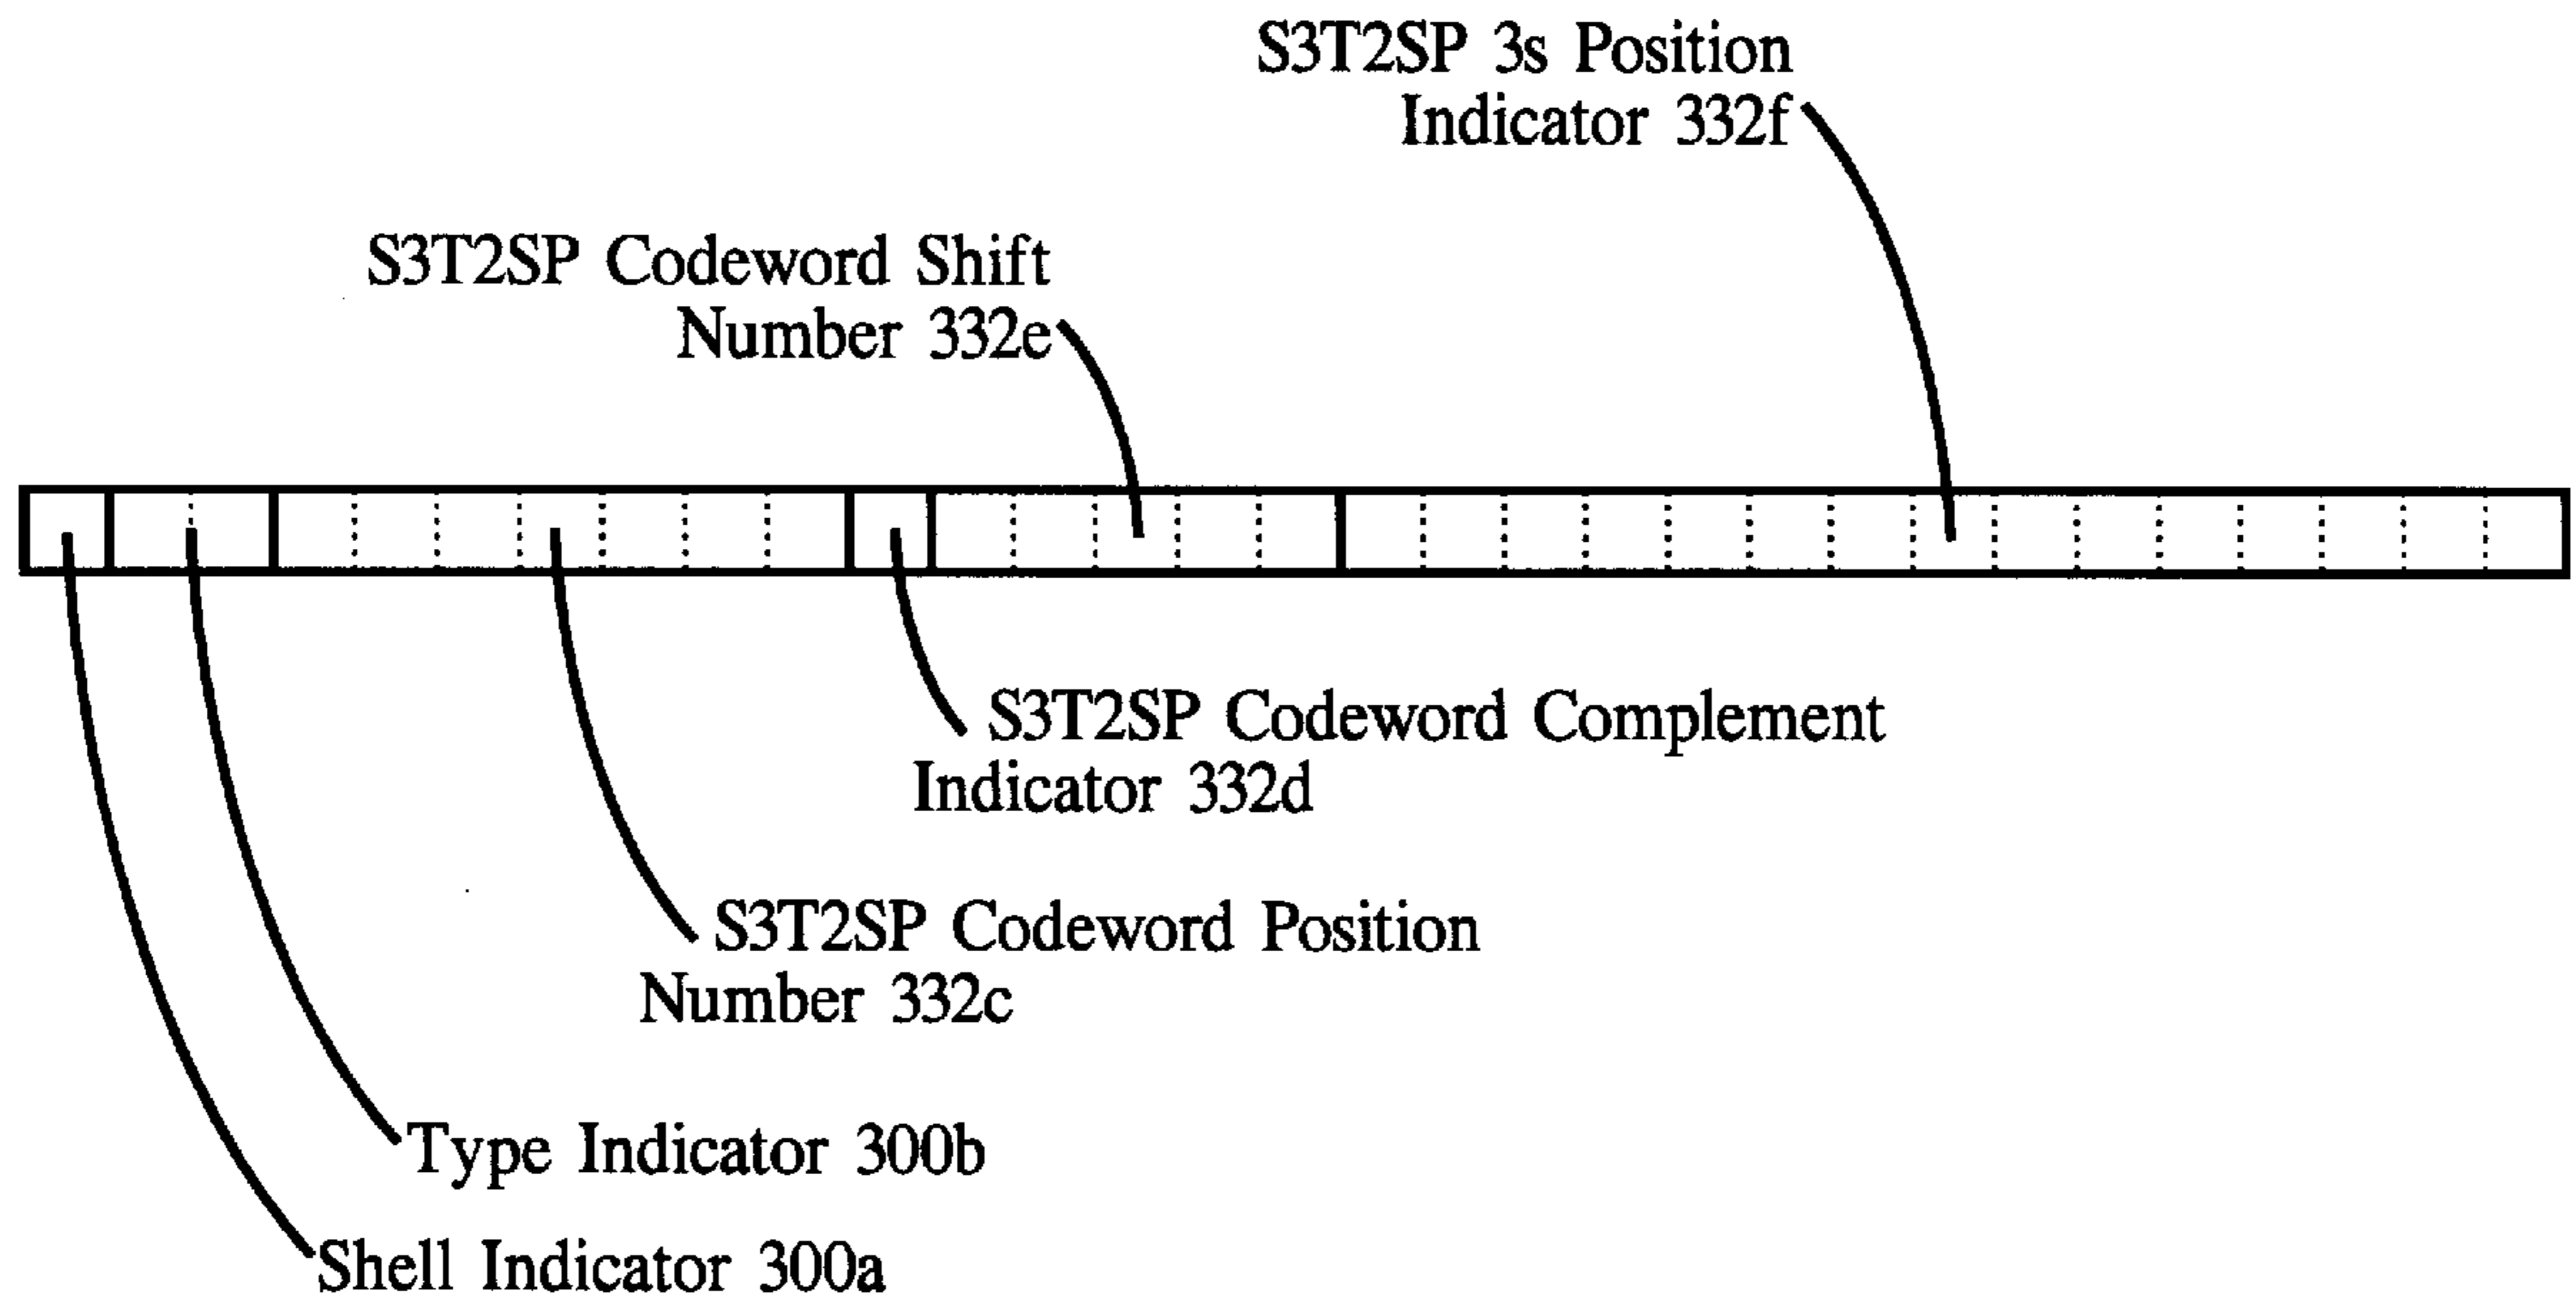 S3T2SP 3s Position
Indicator 332f
S3T2SP Codeword Shift
Number 332e
S3T2SP Codeword Complement
Indicator 332d
S3T2SP Codeword Position
Number 332c
Type Indicator 300b
Shell Indicator 300a